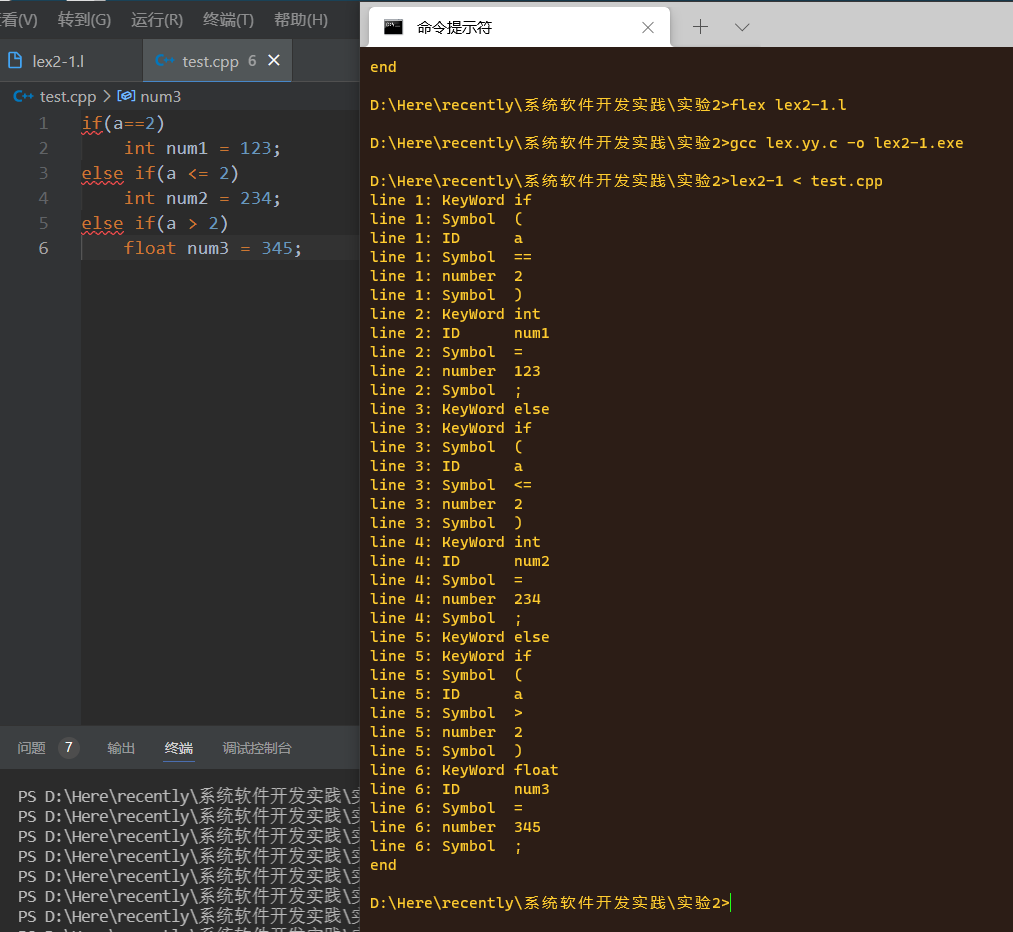 看(V) 转到(G) 运行(R) 终端(T) 帮助(H)
lex2-1.l
C++ test.cpp 6
C++ test.cpp > num3
1 if(a==2)
2 int num1 = 123;
3 else if(a <= 2)
4 int num2 = 234;
5 else if(a > 2)
6 float num3 = 345;
问题 7 输出 终端 调试控制台
PS D:\Here\recently\系统软件开发实践\实
PS D:\Here\recently\系统软件开发实践\实
PS D:\Here\recently\系统软件开发实践\实
PS D:\Here\recently\系统软件开发实践\实
PS D:\Here\recently\系统软件开发实践\实
PS D:\Here\recently\系统软件开发实践\实
PS D:\Here\recently\系统软件开发实践\实
命令提示符
end
D:\Here\recently\系统软件开发实践\实验2>flex lex2-1.l
D:\Here\recently\系统软件开发实践\实验2>gcc lex.yy.c -o lex2-1.exe
D:\Here\recently\系统软件开发实践\实验2>lex2-1 < test.cpp
line 1: KeyWord if
line 1: Symbol (
line 1: ID a
line 1: Symbol ==
line 1: number 2
line 1: Symbol )
line 2: KeyWord int
line 2: ID num1
line 2: Symbol =
line 2: number 123
line 2: Symbol ;
line 3: KeyWord else
line 3: KeyWord if
line 3: Symbol (
line 3: ID a
line 3: Symbol <=
line 3: number 2
line 3: Symbol )
line 4: KeyWord int
line 4: ID num2
line 4: Symbol =
line 4: number 234
line 4: Symbol ;
line 5: KeyWord else
line 5: KeyWord if
line 5: Symbol (
line 5: ID a
line 5: Symbol >
line 5: number 2
line 5: Symbol )
line 6: KeyWord float
line 6: ID num3
line 6: Symbol =
line 6: number 345
line 6: Symbol ;
end
D:\Here\recently\系统软件开发实践\实验2>